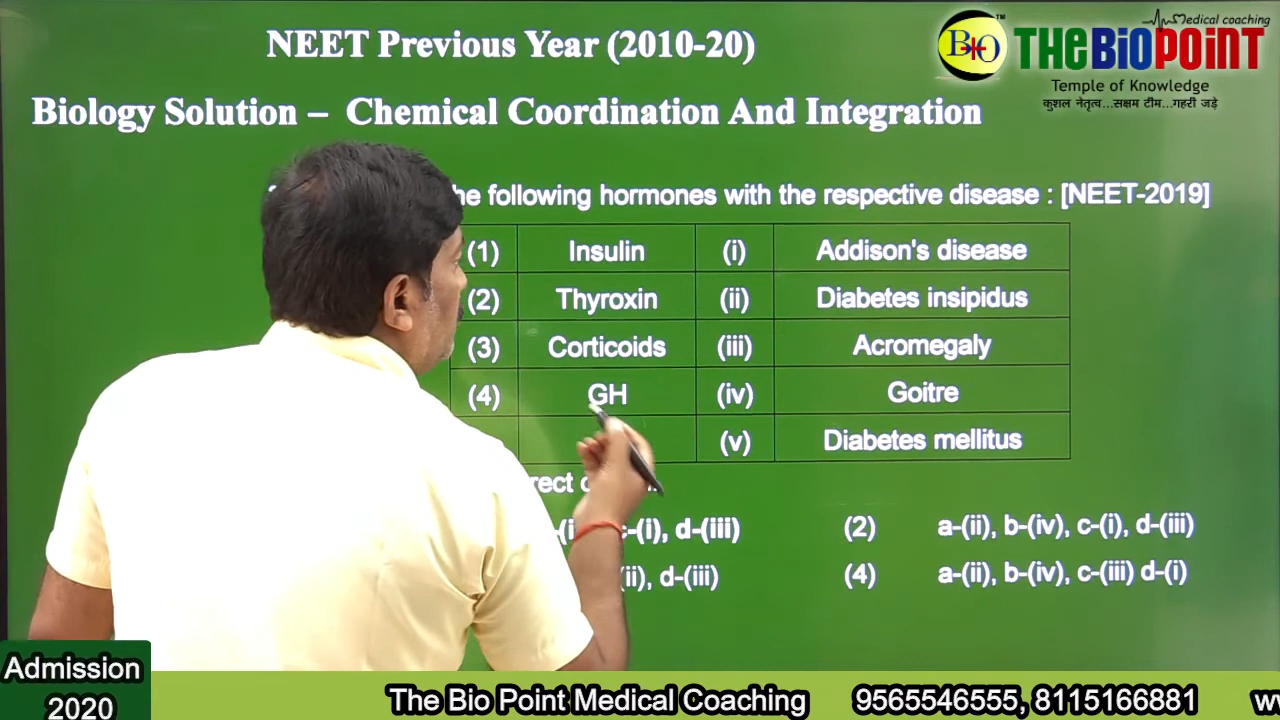 NEET Previous Year (2010-20)
Medical coaching
BIO THEBIOPOINT TM
Temple of Knowledge
कुशल नेतृत्व...सक्षम टीम...गहरी जड़े
Biology Solution – Chemical Coordination And Integration
he following hormones with the respective disease : [NEET-2019]
(1) Insulin (i) Addison's disease
(2) Thyroxin (ii) Diabetes insipidus
(3) Corticoids (iii) Acromegaly
(4) GH (iv) Goitre
(v) Diabetes mellitus
rect
c-(i), d-(iii) (2) a-(ii), b-(iv), c-(i), d-(iii)
(ii), d-(iii) (4) a-(ii), b-(iv), c-(iii) d-(i)
Admission
2020
The Bio Point Medical Coaching 9565546555, 8115166881